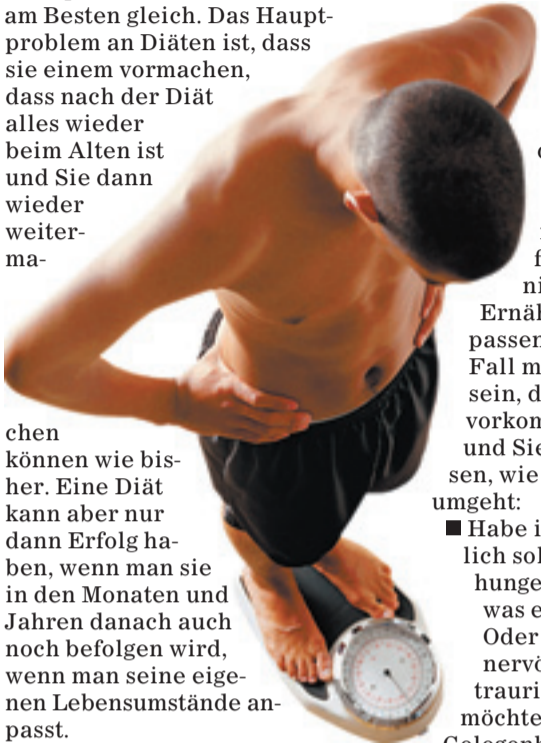 am Besten gleich. Das Haupt-
problem an Diäten ist, dass
sie einem vormachen,
dass nach der Diät
alles wieder
beim Alten ist
und Sie dann
wieder
weiter-
ma-
chen
können wie bis-
her. Eine Diät
kann aber nur
dann Erfolg ha-
ben, wenn man sie
in den Monaten und
Jahren danach auch
noch befolgen wird,
wenn man seine eige-
nen Lebensumstände an-
passt.
passen
sein, d
und Sie
sen, wie
umgeht:
■ Habe i
lich sol
hunge
was e
Oder
nervö
trauri
möchte